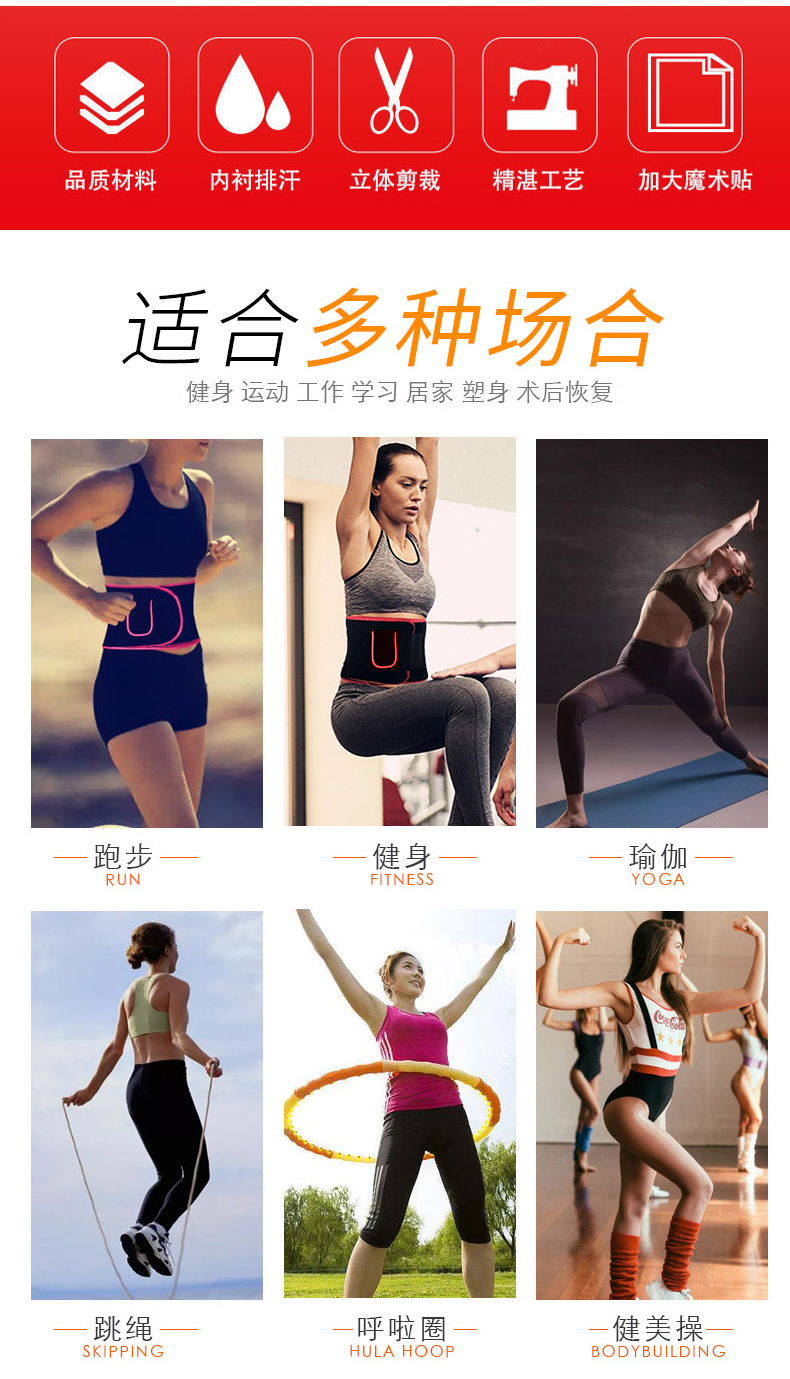 品质材料 内衬排汗 立体剪裁 精湛工艺 加大魔术贴
适合多种场合
健身 运动 工作 学习 居家 塑身 术后恢复
跑步 健身 瑜伽
RUN FITNESS YOGA
Coca-Cola
跳绳 呼啦圈 健美操
SKIPPING HULA HOOP BODYBUILDING